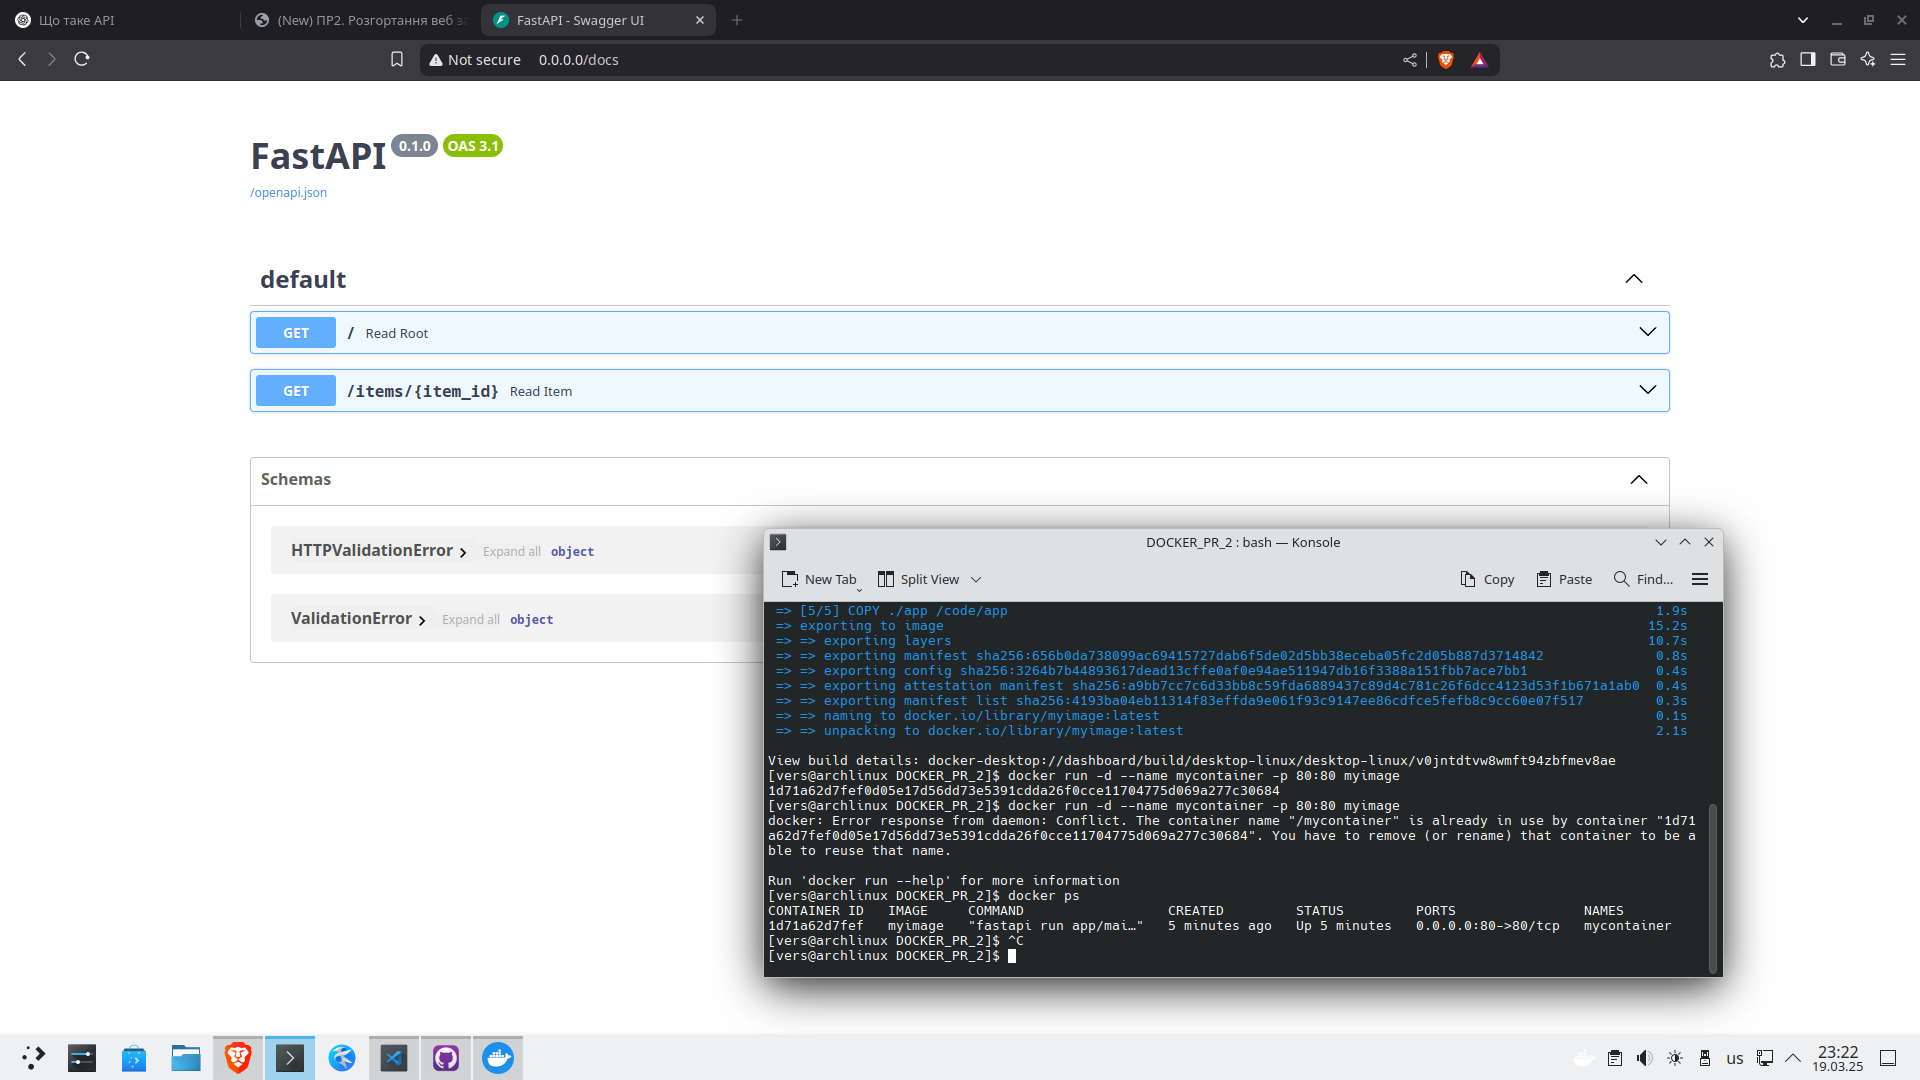 Що таке API
(New) ПР2. Розгортання веб за
FastAPI - Swagger UI
Not secure 0.0.0.0/docs
FastAPI 0.1.0 OAS 3.1
/openapi.json
default
GET / Read Root
GET /items/{item_id} Read Item
Schemas
HTTPValidationError Expand all object
ValidationError Expand all object
DOCKER_PR_2 : bash — Konsole
New Tab Split View Copy Paste Find...
=> [5/5] COPY ./app /code/app 1.9s
=> exporting to image 15.2s
=> => exporting layers 10.7s
=> => exporting manifest sha256:656b0da738099ac69415727dab6f5de02d5bb38eceba05fc2d05b887d3714842 0.8s
=> => exporting config sha256:3264b7b44893617dead13cffe0af0e94ae511947db16f3388a151fbb7ace7bb1 0.4s
=> => exporting attestation manifest sha256:a9bb7cc7c6d33bb8c59fda6889437c89d4c781c26f6dcc4123d53f1b671a1ab0 0.4s
=> => exporting manifest list sha256:4193ba04eb11314f83effda9e061f93c9147ee86cdfce5fefb8c9cc60e07f517 0.3s
=> => naming to docker.io/library/myimage:latest 0.1s
=> => unpacking to docker.io/library/myimage:latest 2.1s
View build details: docker-desktop://dashboard/build/desktop-linux/desktop-linux/v0jntdtvw8wmft94zbfmev8ae
[vers@archlinux DOCKER_PR_2]$ docker run -d --name mycontainer -p 80:80 myimage
1d71a62d7fef0d05e17d56dd73e5391cdda26f0cce11704775d069a277c30684
[vers@archlinux DOCKER_PR_2]$ docker run -d --name mycontainer -p 80:80 myimage
docker: Error response from daemon: Conflict. The container name "/mycontainer" is already in use by container "1d71
a62d7fef0d05e17d56dd73e5391cdda26f0cce11704775d069a277c30684". You have to remove (or rename) that container to be a
ble to reuse that name.
Run 'docker run --help' for more information
[vers@archlinux DOCKER_PR_2]$ docker ps
CONTAINER ID IMAGE COMMAND CREATED STATUS PORTS NAMES
1d71a62d7fef myimage "fastapi run app/mai…" 5 minutes ago Up 5 minutes 0.0.0.0:80->80/tcp mycontainer
[vers@archlinux DOCKER_PR_2]$ ^C
[vers@archlinux DOCKER_PR_2]$
us
23:22
19.03.25